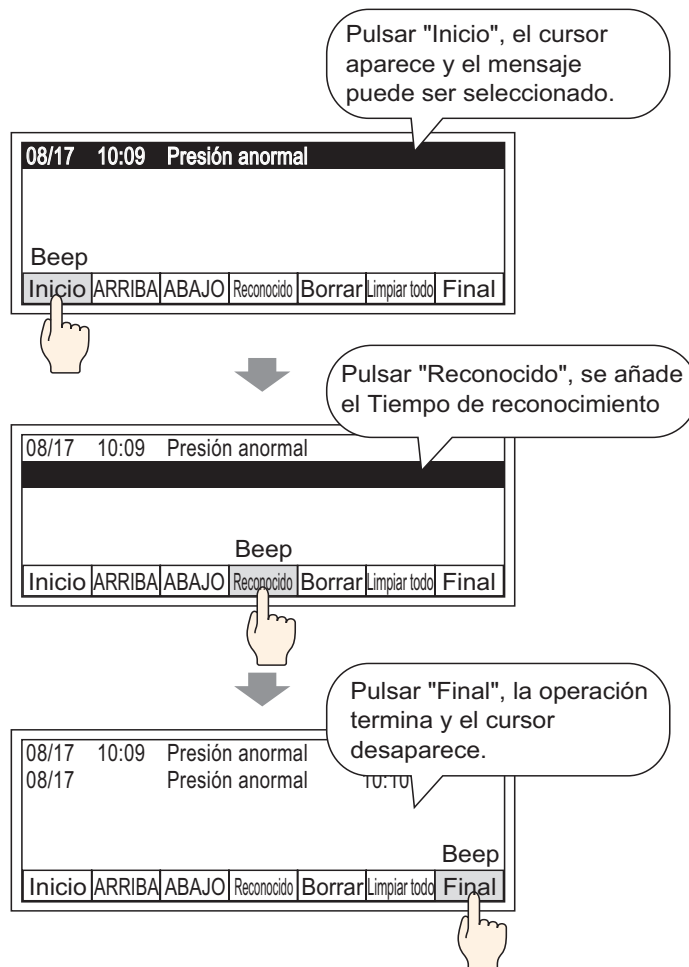 Pulsar "Inicio", el cursor
aparece y el mensaje
puede ser seleccionado.
08/17 10:09 Presión anormal
Beep
Inicio ARRIBA ABAJO Reconocido Borrar Limpiar todo Final
Pulsar "Reconocido", se añade
el Tiempo de reconocimiento
08/17 10:09 Presión anormal
Beep
Inicio ARRIBA ABAJO Reconocido Borrar Limpiar todo Final
Pulsar "Final", la operación
termina y el cursor
desaparece.
08/17 10:09 Presión anormal
08/17 Presión anormal 10:10
Beep
Inicio ARRIBA ABAJO Reconocido Borrar Limpiar todo Final